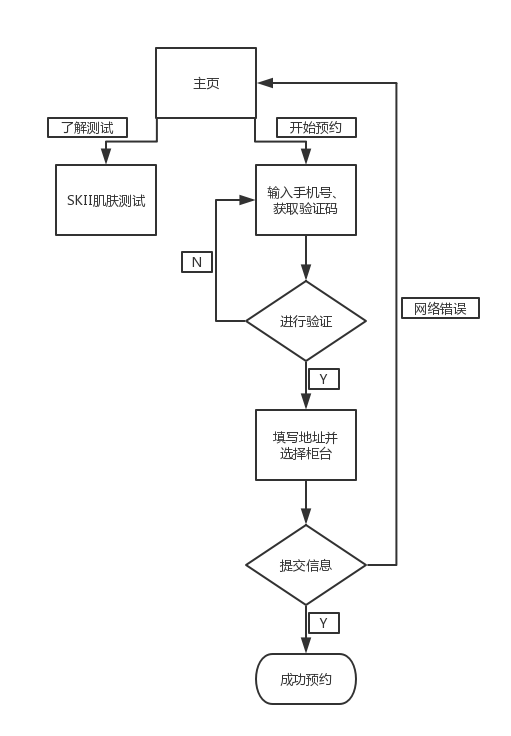 主页
了解测试
开始预约
SKII肌肤测试
输入手机号、
获取验证码
N
进行验证
网络错误
Y
填写地址并
选择柜台
提交信息
Y
成功预约